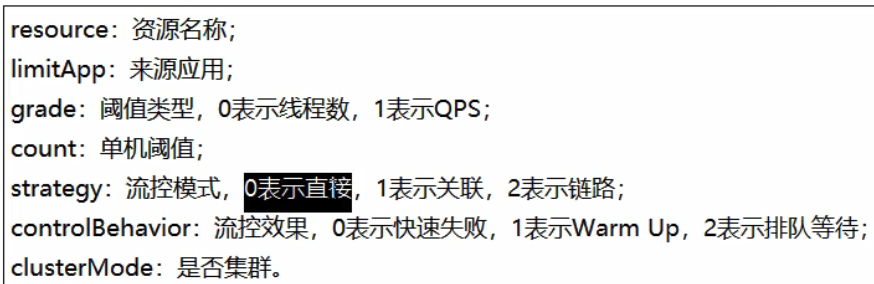 resource：资源名称；
limitApp：来源应用；
grade：阈值类型，0表示线程数，1表示QPS；
count：单机阈值；
strategy：流控模式，0表示直接，1表示关联，2表示链路；
controlBehavior：流控效果，0表示快速失败，1表示Warm Up，2表示排队等待；
clusterMode：是否集群。